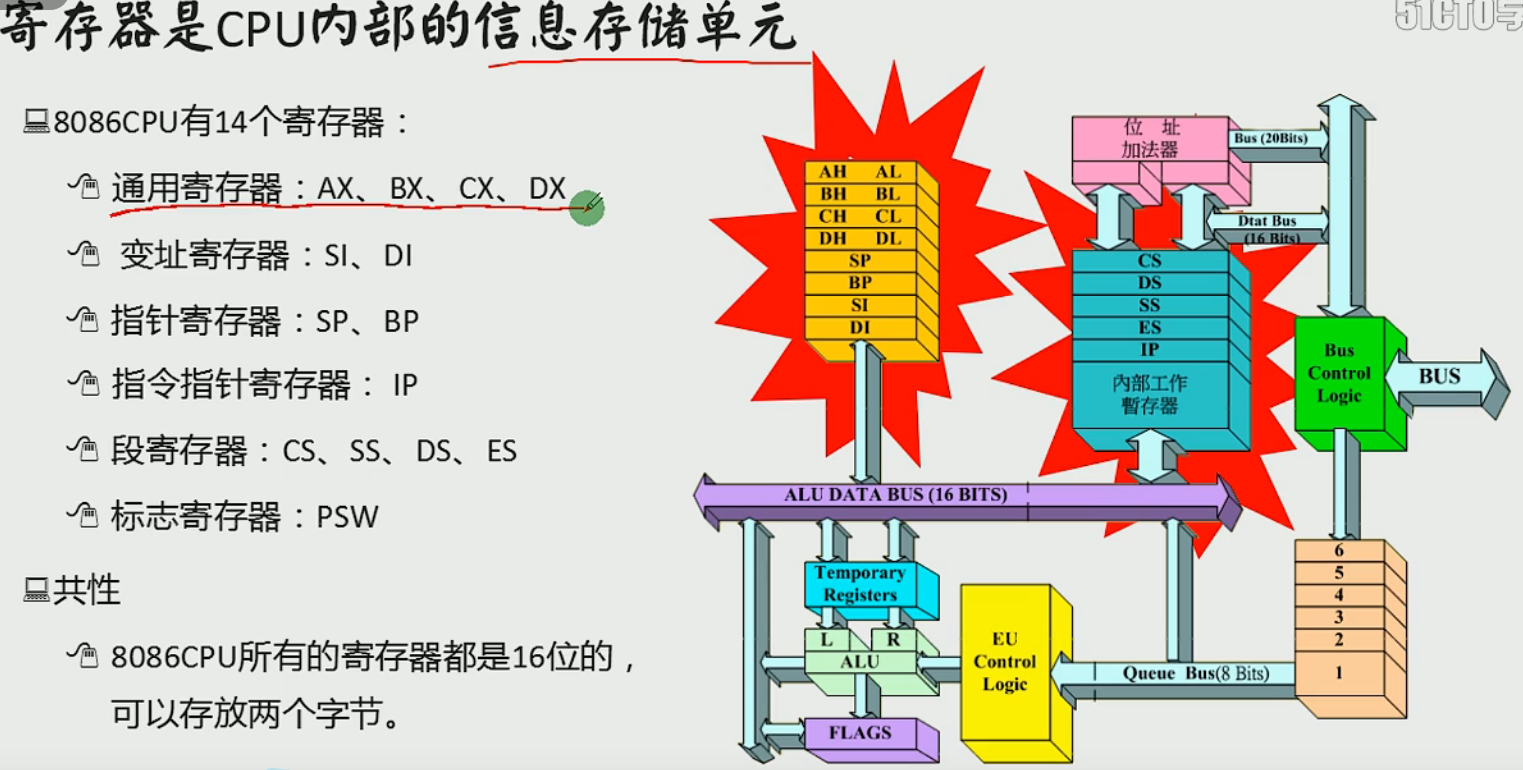 寄存器是CPU内部的信息存储单元
51CTO学
8086CPU有14个寄存器：
通用寄存器：AX、BX、CX、DX
变址寄存器：SI、DI
指针寄存器：SP、BP
指令指针寄存器： IP
段寄存器：CS、SS、DS、ES
标志寄存器：PSW
共性
8086CPU所有的寄存器都是16位的，
可以存放两个字节。
AH AL
BH BL
CH CL
DH DL
SP
BP
SI
DI
位 址
加法器
Bus (20Bits)
Dtat Bus
(16 Bits)
CS
DS
SS
ES
IP
內部工作
暫存器
Bus
Control
Logic
BUS
ALU DATA BUS (16 BITS)
Temporary
Registers
L R
ALU
FLAGS
EU
Control
Logic
Queue Bus(8 Bits)
6
5
4
3
2
1